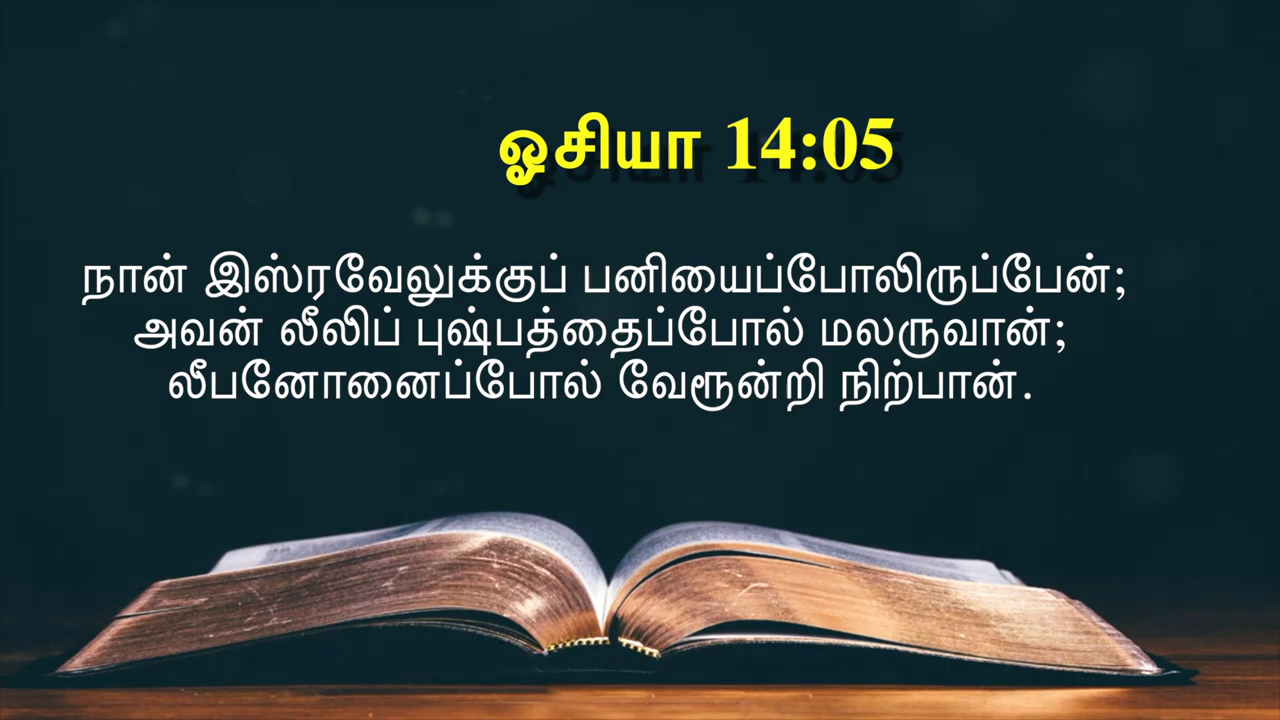 ஓசியா 14:05
நான் இஸ்ரவேலுக்குப் பனியைப்போலிருப்பேன்;
அவன் லீலிப் புஷ்பத்தைப்போல் மலருவான்;
லீபனோனைப்போல் வேரூன்றி நிற்பான்.